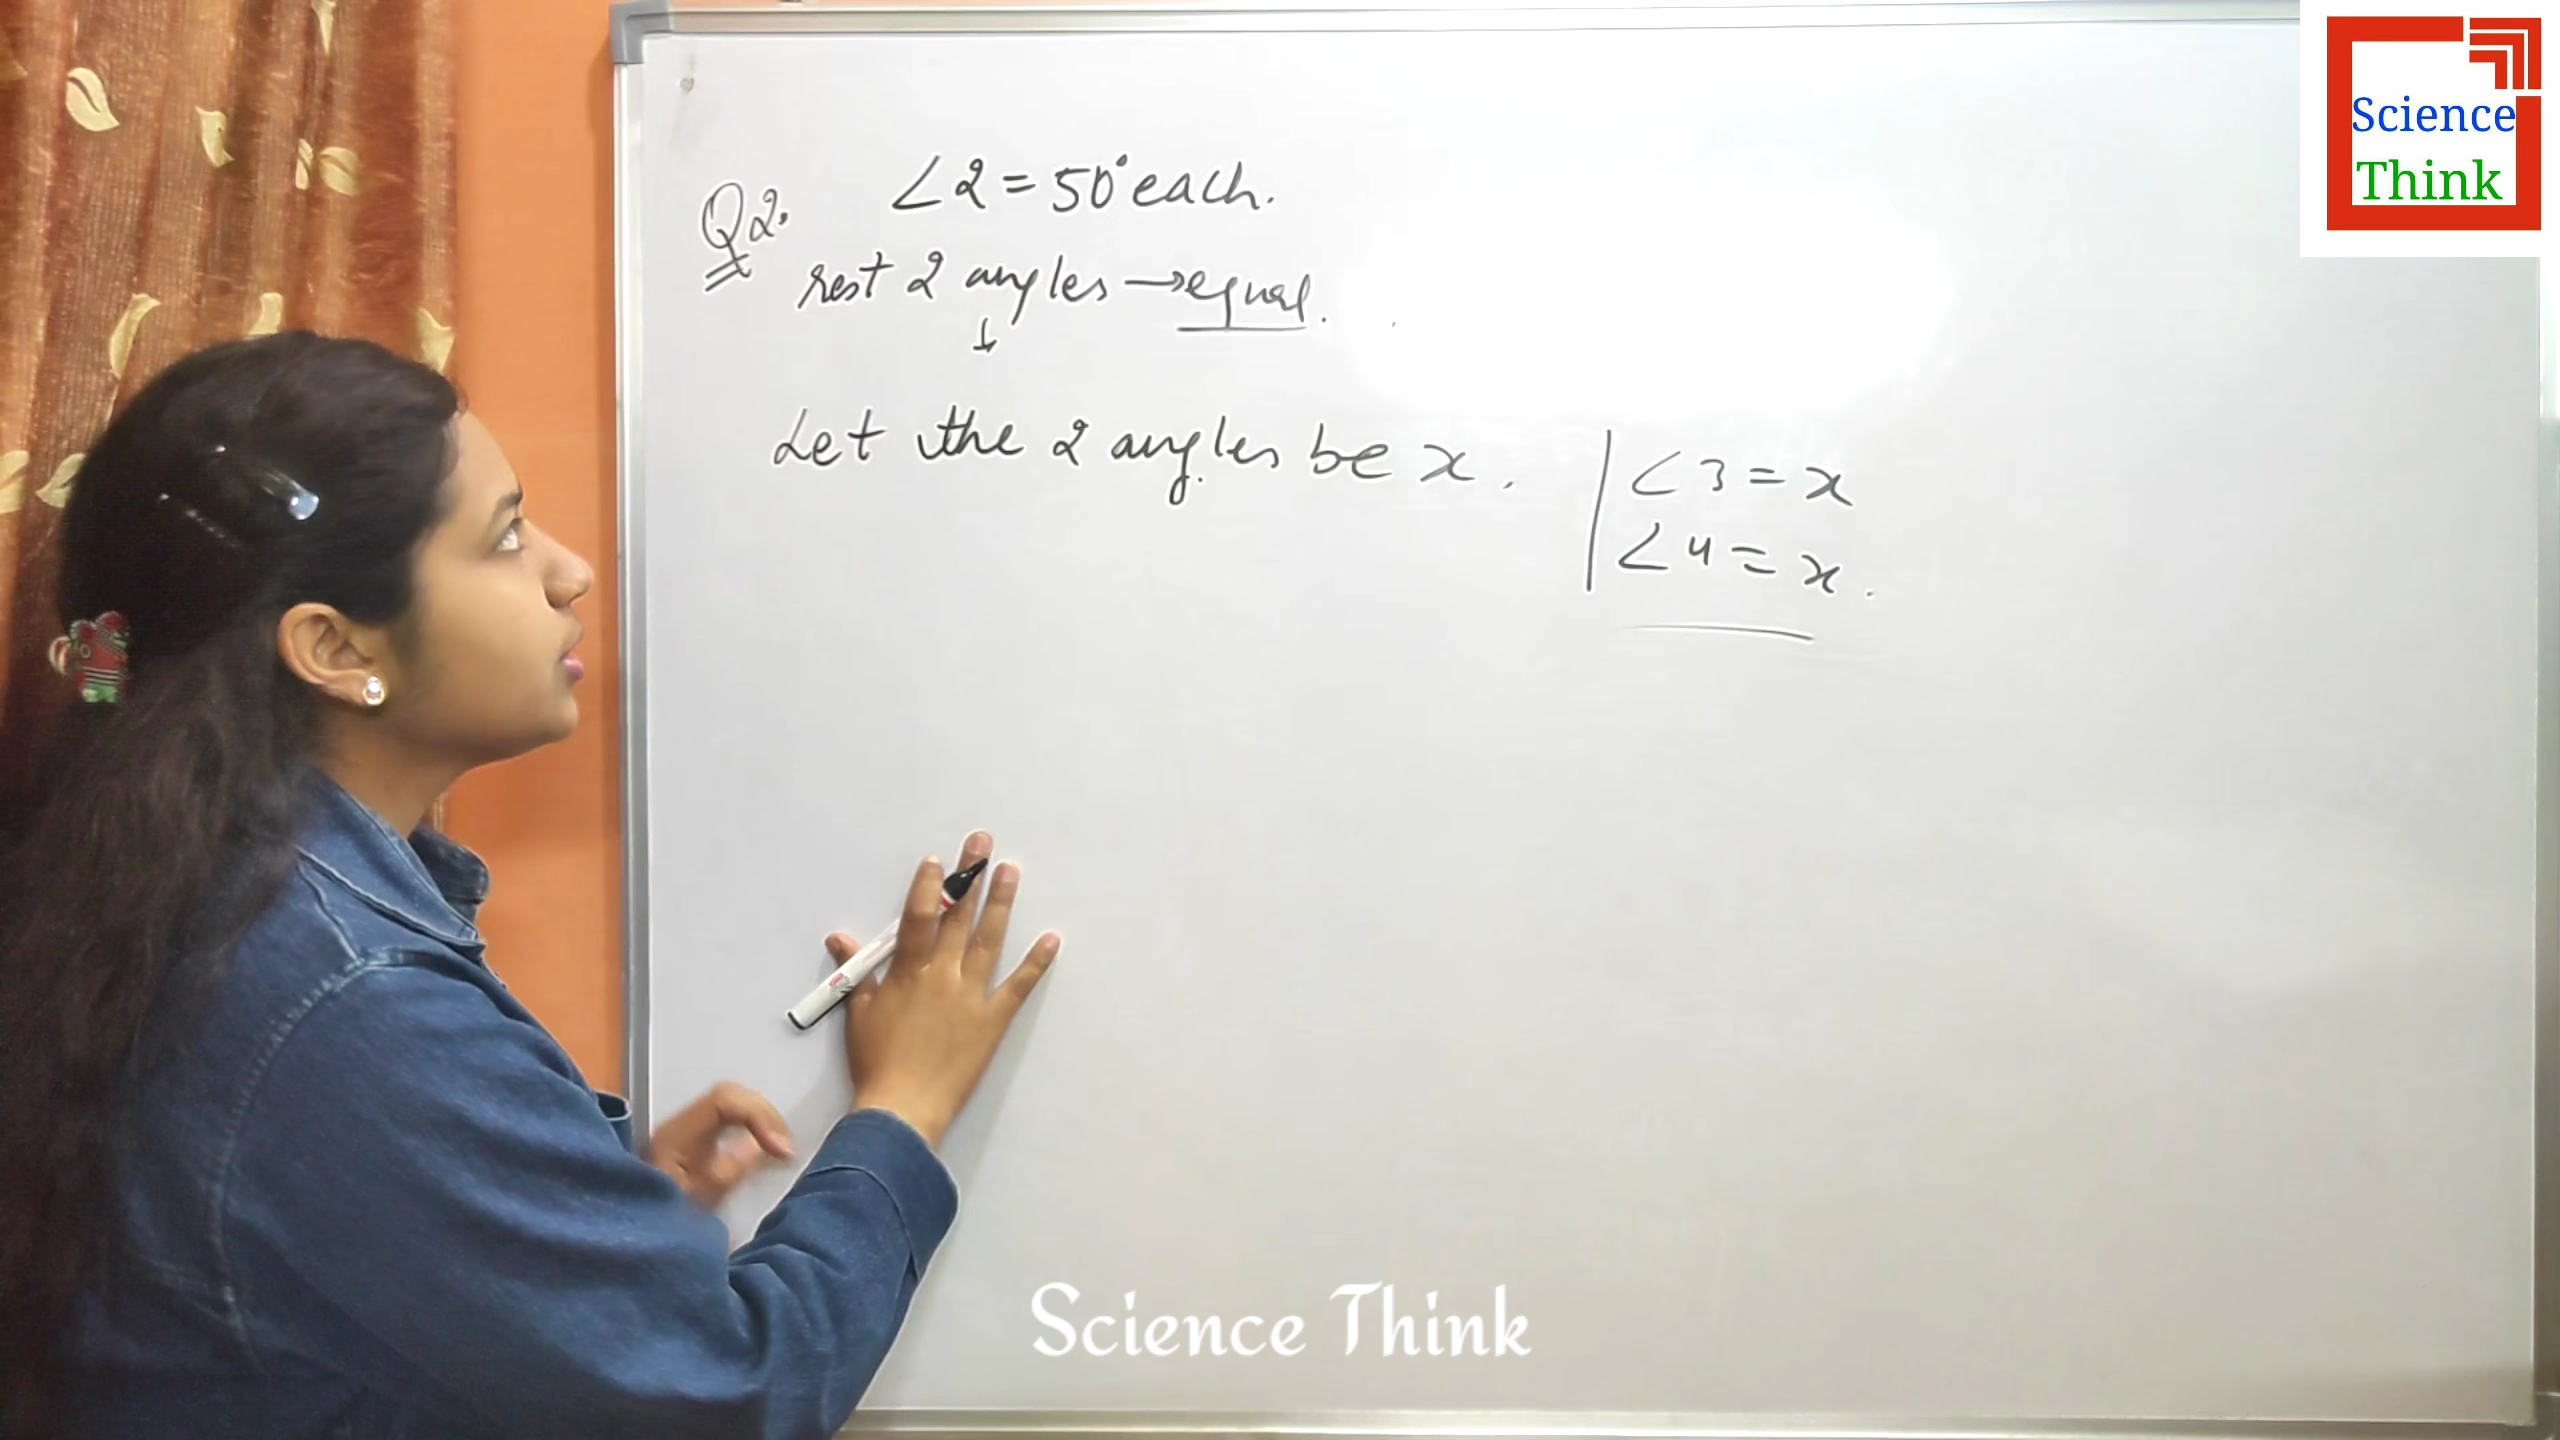 Science
Think
Q2. ∠2 = 50° each.
rest 2 angles → equal.
↓
Let the 2 angles be x.
∠3 = x
∠4 = x.
Science Think